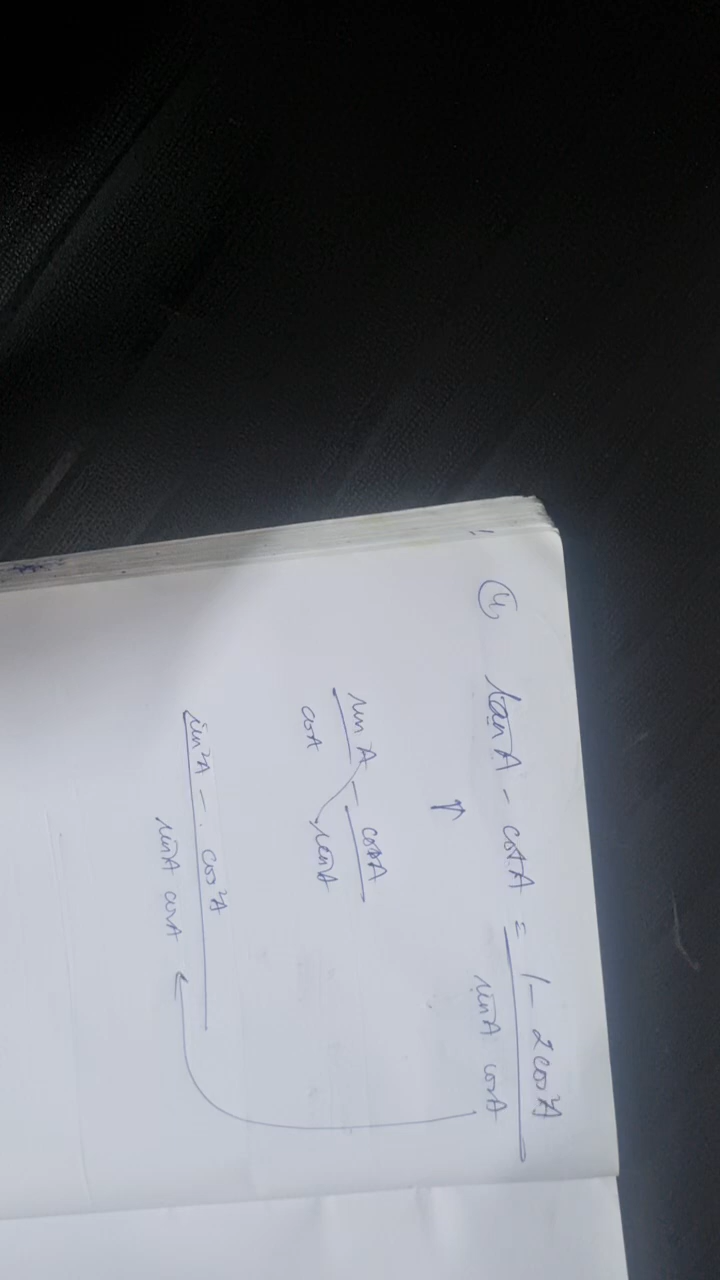 4) tanA - cotA = 1 - 2cos²A / sinA cosA
sinA / cosA - cosA / sinA
sin²A - cos²A / sinA cosA